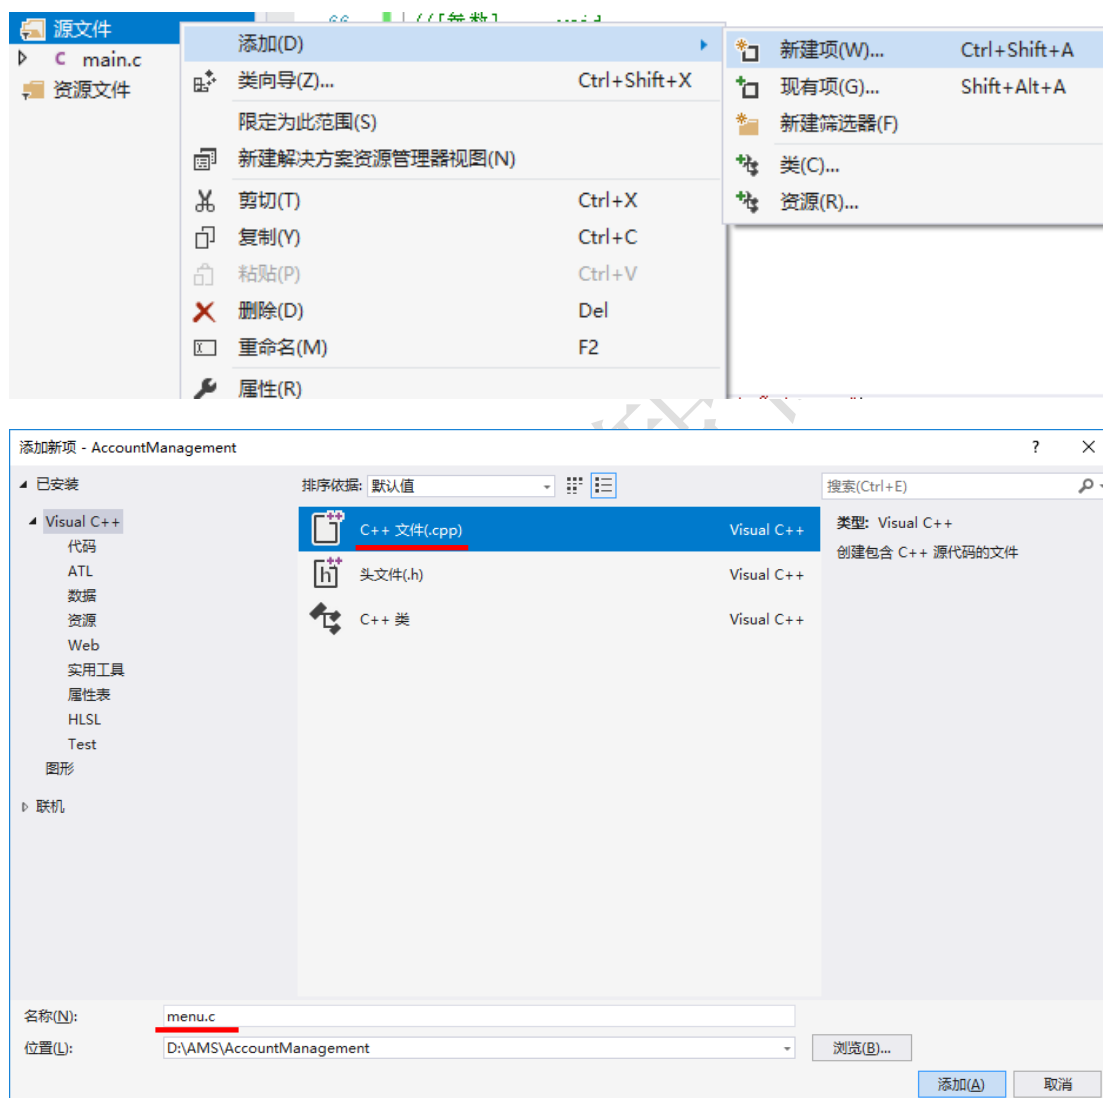 源文件
main.c
资源文件
66
添加(D)
类向导(Z)... Ctrl+Shift+X
限定为此范围(S)
新建解决方案资源管理器视图(N)
剪切(T) Ctrl+X
复制(Y) Ctrl+C
粘贴(P) Ctrl+V
删除(D) Del
重命名(M) F2
属性(R)
新建项(W)... Ctrl+Shift+A
现有项(G)... Shift+Alt+A
新建筛选器(F)
类(C)...
资源(R)...
添加新项 - AccountManagement ?
已安装
Visual C++
代码
ATL
数据
资源
Web
实用工具
属性表
HLSL
Test
图形
联机
排序依据: 默认值
C++ 文件(.cpp) Visual C++
头文件(.h) Visual C++
C++ 类 Visual C++
搜索(Ctrl+E)
类型: Visual C++
创建包含 C++ 源代码的文件
名称(N): menu.c
位置(L): D:\AMS\AccountManagement 浏览(B)...
添加(A) 取消